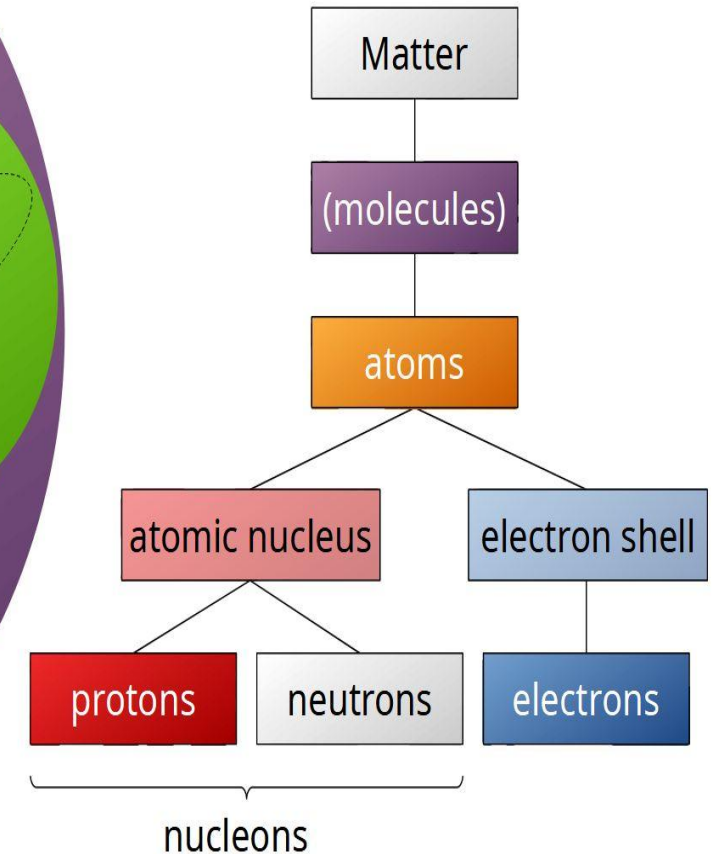 Matter
(molecules)
atoms
atomic nucleus
electron shell
protons
neutrons
electrons
nucleons